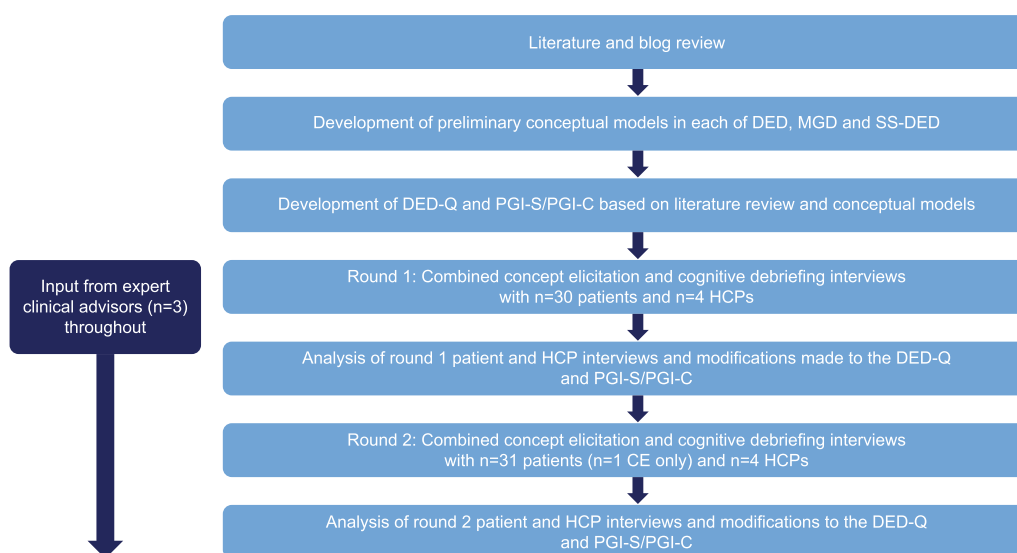 Literature and blog review
Development of preliminary conceptual models in each of DED, MGD and SS-DED
Development of DED-Q and PGI-S/PGI-C based on literature review and conceptual models
Input from expert
clinical advisors (n=3)
throughout
Round 1: Combined concept elicitation and cognitive debriefing interviews
with n=30 patients and n=4 HCPs
Analysis of round 1 patient and HCP interviews and modifications made to the DED-Q
and PGI-S/PGI-C
Round 2: Combined concept elicitation and cognitive debriefing interviews
with n=31 patients (n=1 CE only) and n=4 HCPs
Analysis of round 2 patient and HCP interviews and modifications to the DED-Q
and PGI-S/PGI-C